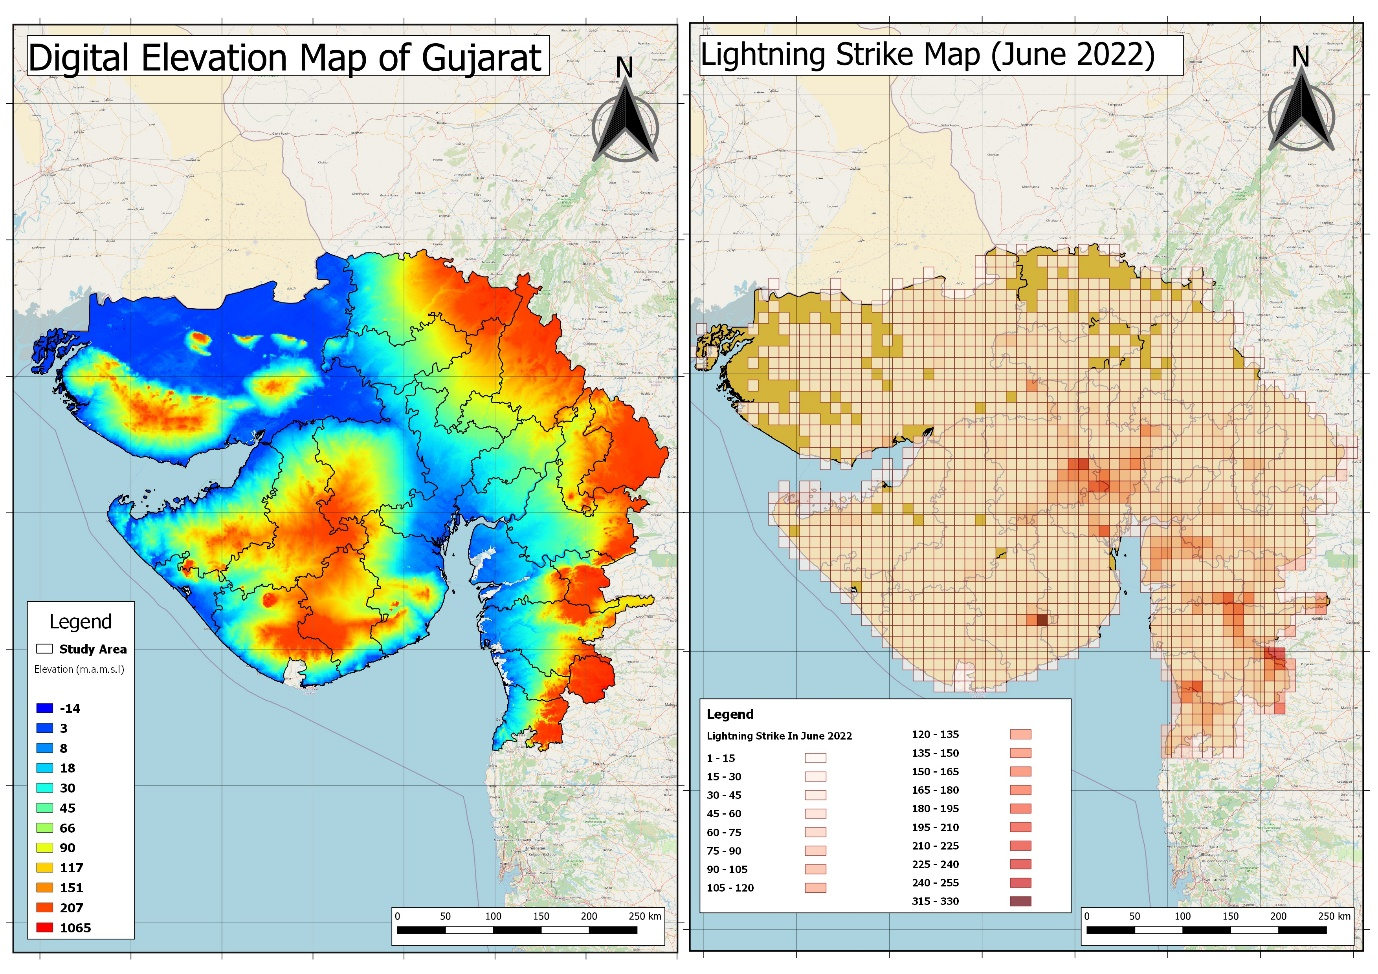 Digital Elevation Map of Gujarat
N
Legend
Study Area
Elevation (m.a.m.s.l)
-14
3
8
18
30
45
66
90
117
151
207
1065
0 50 100 150 200 250 km
Lightning Strike Map (June 2022)
N
Legend
Lightning Strike In June 2022
1 - 15
15 - 30
30 - 45
45 - 60
60 - 75
75 - 90
90 - 105
105 - 120
120 - 135
135 - 150
150 - 165
165 - 180
180 - 195
195 - 210
210 - 225
225 - 240
240 - 255
315 - 330
0 50 100 150 200 250 km